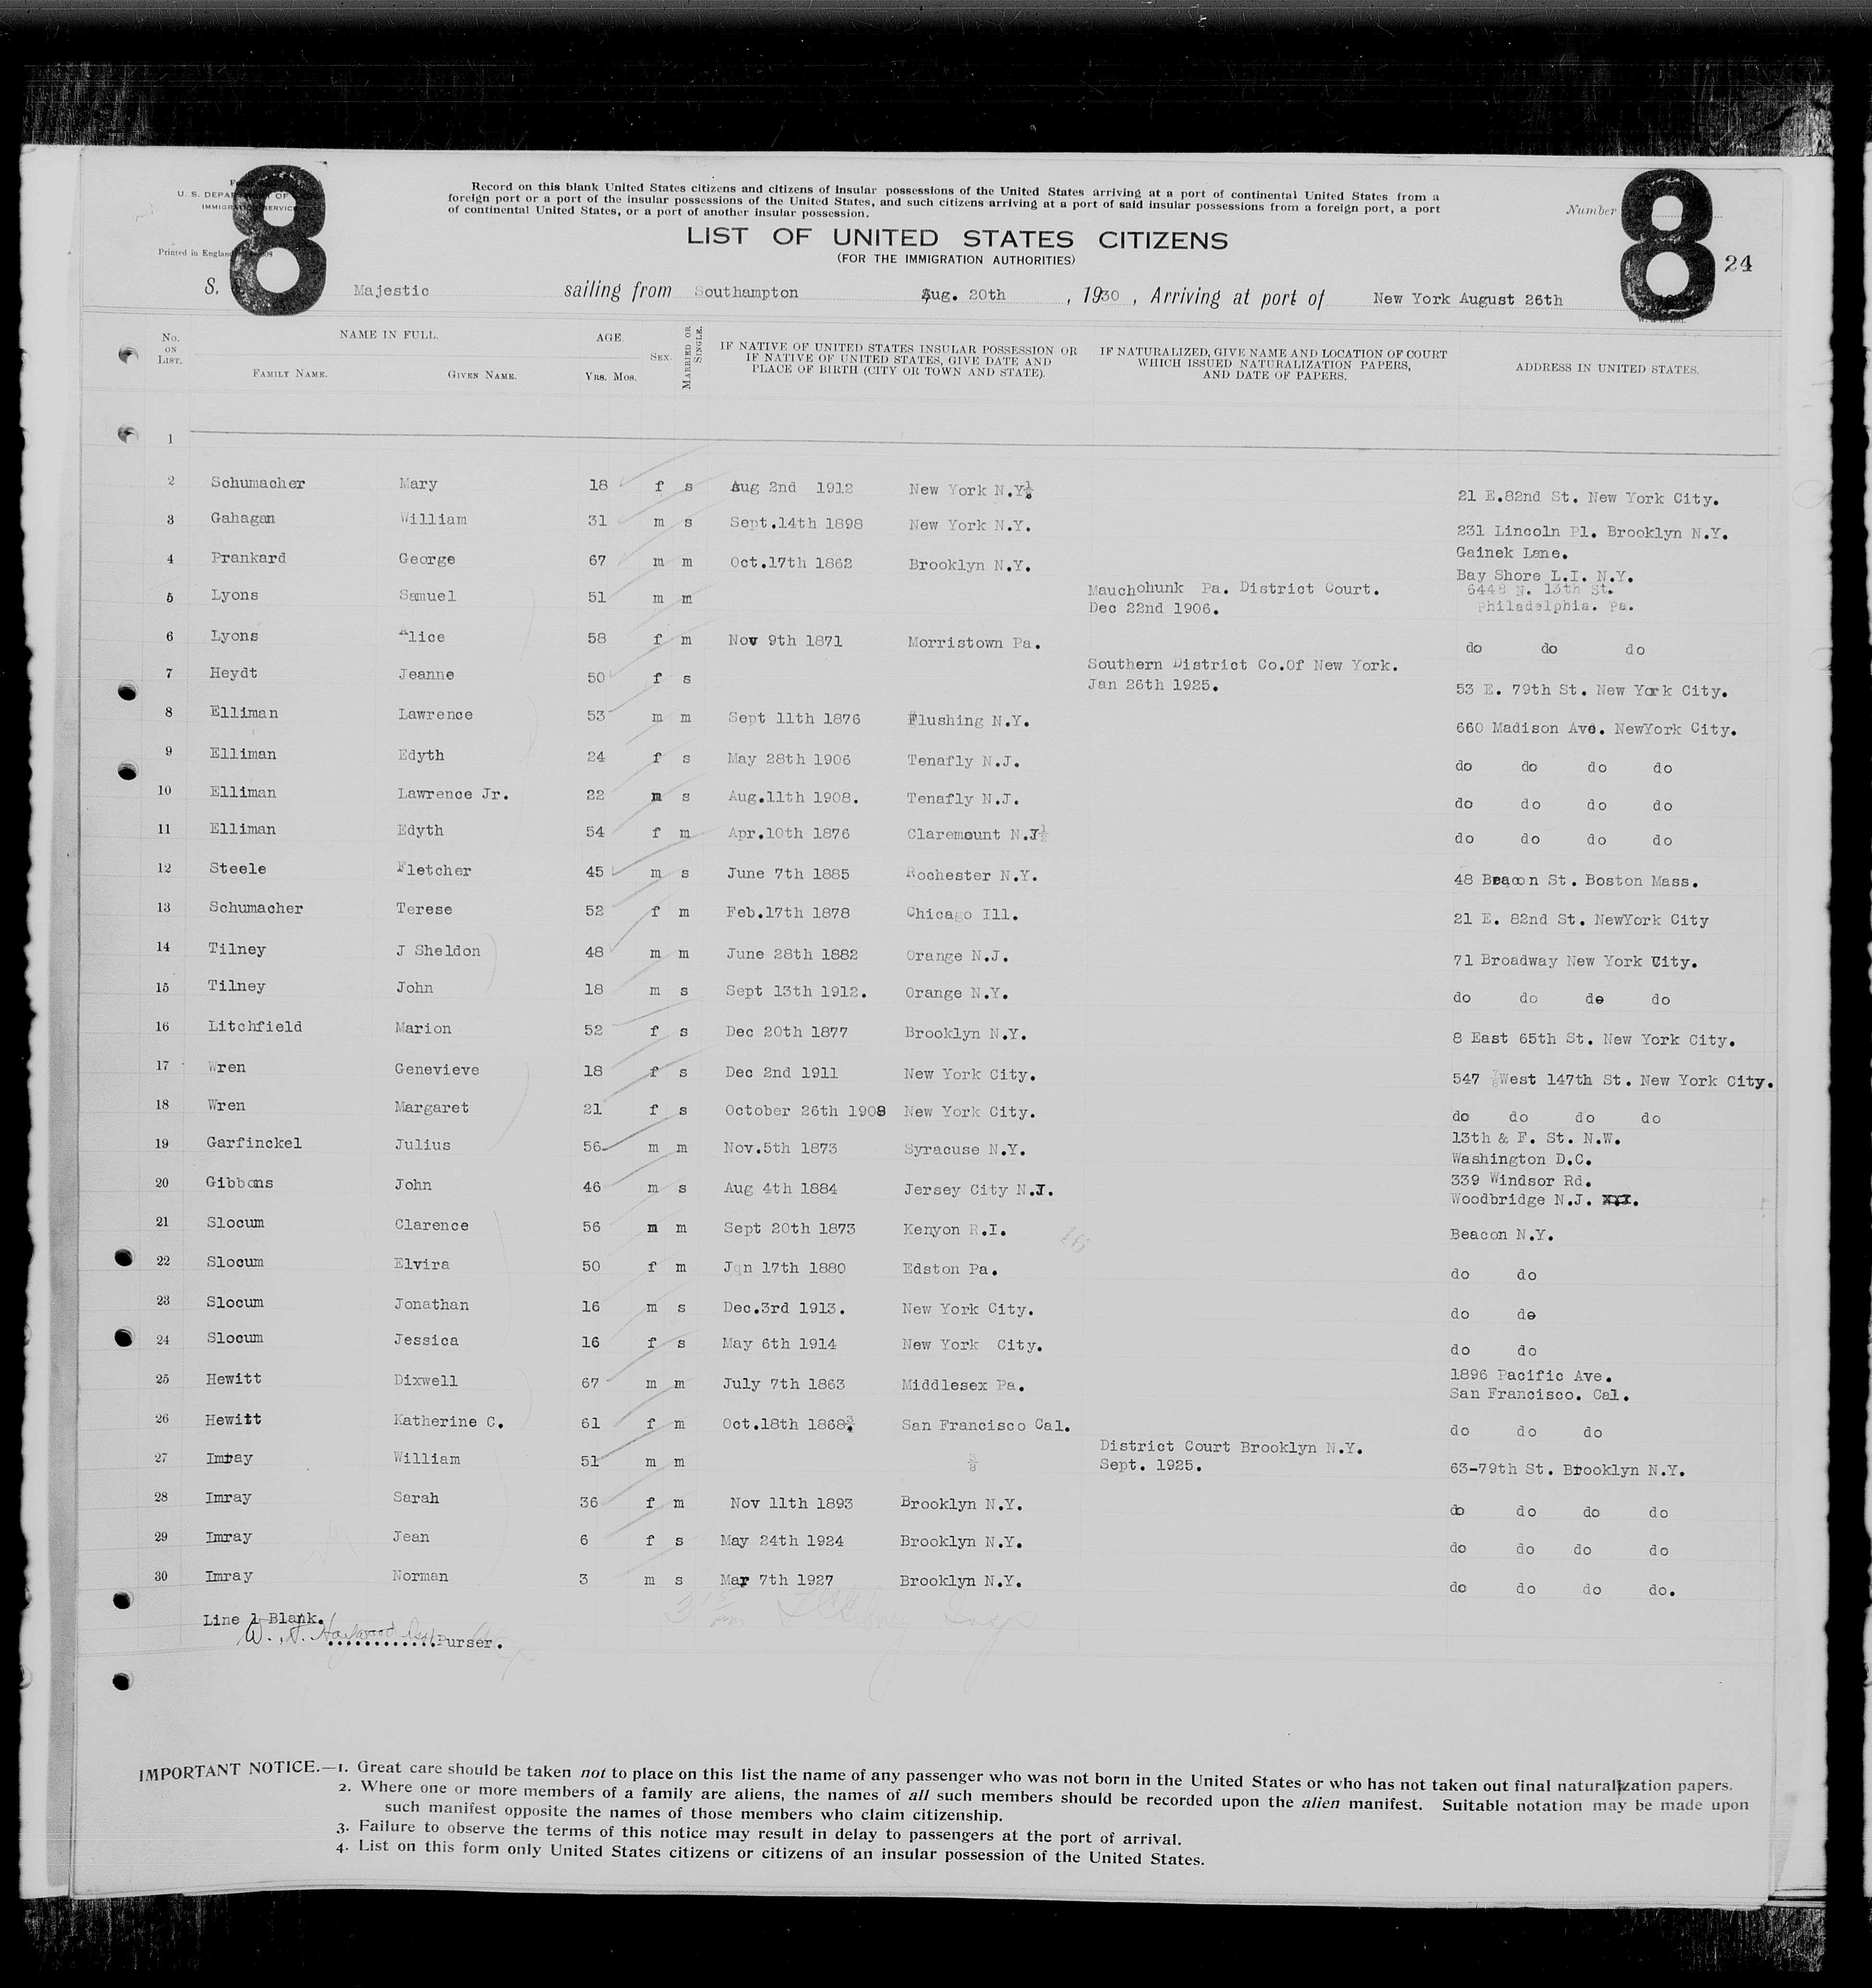 8
8
U. S. DEPARTMENT OF
IMMIGRATION SERVICE
Printed in England
Record on this blank United States citizens and citizens of insular possessions of the United States arriving at a port of continental United States from a
foreign port or a port of the insular possessions of the United States, and such citizens arriving at a port of said insular possessions from a foreign port, a port
of continental United States, or a port of another insular possession.
Number
24
LIST OF UNITED STATES CITIZENS
(FOR THE IMMIGRATION AUTHORITIES)
S. Majestic sailing from Southampton Aug. 20th , 1930 , Arriving at port of New York August 26th
No. ON LIST. NAME IN FULL. FAMILY NAME. GIVEN NAME. AGE. YRS. MOS. SEX. MARRIED OR SINGLE. IF NATIVE OF UNITED STATES INSULAR POSSESSION OR IF NATIVE OF UNITED STATES, GIVE DATE AND PLACE OF BIRTH (CITY OR TOWN AND STATE). IF NATURALIZED, GIVE NAME AND LOCATION OF COURT WHICH ISSUED NATURALIZATION PAPERS, AND DATE OF PAPERS. ADDRESS IN UNITED STATES.
1
2 Schumacher Mary 18 f s Aug 2nd 1912 New York N.Y. 21 E.82nd St. New York City.
3 Gahagan William 31 m s Sept.14th 1898 New York N.Y. 231 Lincoln Pl. Brooklyn N.Y.
4 Prankard George 67 m m Oct.17th 1862 Brooklyn N.Y. Gainek Lane. Bay Shore L.I. N.Y.
5 Lyons Samuel 51 m m Mauchohunk Pa. District Court. Dec 22nd 1906. 6448 N. 13th St. Philadelphia. Pa.
6 Lyons Alice 58 f m Nov 9th 1871 Morristown Pa. do do do
7 Heydt Jeanne 50 f s Southern District Co.Of New York. Jan 26th 1925. 53 E. 79th St. New York City.
8 Elliman Lawrence 53 m m Sept 11th 1876 Flushing N.Y. 660 Madison Ave. NewYork City.
9 Elliman Edyth 24 f s May 28th 1906 Tenafly N.J. do do do do
10 Elliman Lawrence Jr. 22 m s Aug.11th 1908. Tenafly N.J. do do do do
11 Elliman Edyth 54 f m Apr.10th 1876 Claremount N.J½ do do do do
12 Steele Fletcher 45 m s June 7th 1885 Rochester N.Y. 48 Beacon St. Boston Mass.
13 Schumacher Terese 52 f m Feb.17th 1878 Chicago Ill. 21 E. 82nd St. NewYork City
14 Tilney J Sheldon 48 m m June 28th 1882 Orange N.J. 71 Broadway New York City.
15 Tilney John 18 m s Sept 13th 1912. Orange N.Y. do do do do
16 Litchfield Marion 52 f s Dec 20th 1877 Brooklyn N.Y. 8 East 65th St. New York City.
17 Wren Genevieve 18 f s Dec 2nd 1911 New York City. 547 West 147th St. New York City.
18 Wren Margaret 21 f s October 26th 1908 New York City. do do do do
19 Garfinckel Julius 56 m m Nov.5th 1873 Syracuse N.Y. 13th & F. St. N.W. Washington D.C.
20 Gibbons John 46 m s Aug 4th 1884 Jersey City N.J. 339 Windsor Rd. Woodbridge N.J.
21 Slocum Clarence 56 m m Sept 20th 1873 Kenyon R.I. Beacon N.Y.
22 Slocum Elvira 50 f m Jan 17th 1880 Edston Pa. do do
23 Slocum Jonathan 16 m s Dec.3rd 1913. New York City. do do
24 Slocum Jessica 16 f s May 6th 1914 New York City. do do
25 Hewitt Dixwell 67 m m July 7th 1863 Middlesex Pa. 1896 Pacific Ave. San Francisco. Cal.
26 Hewitt Katherine C. 61 f m Oct.18th 1868. San Francisco Cal. do do do
27 Imray William 51 m m District Court Brooklyn N.Y. Sept. 1925. 63-79th St. Brooklyn N.Y.
28 Imray Sarah 36 f m Nov 11th 1893 Brooklyn N.Y. do do do do
29 Imray Jean 6 f s May 24th 1924 Brooklyn N.Y. do do do do
30 Imray Norman 3 m s Mar 7th 1927 Brooklyn N.Y. do do do do.
Line 1 Blank.
W. Haywood Purser.
IMPORTANT NOTICE.—1. Great care should be taken not to place on this list the name of any passenger who was not born in the United States or who has not taken out final naturalization papers.
2. Where one or more members of a family are aliens, the names of all such members should be recorded upon the alien manifest. Suitable notation may be made upon
such manifest opposite the names of those members who claim citizenship.
3. Failure to observe the terms of this notice may result in delay to passengers at the port of arrival.
4. List on this form only United States citizens or citizens of an insular possession of the United States.